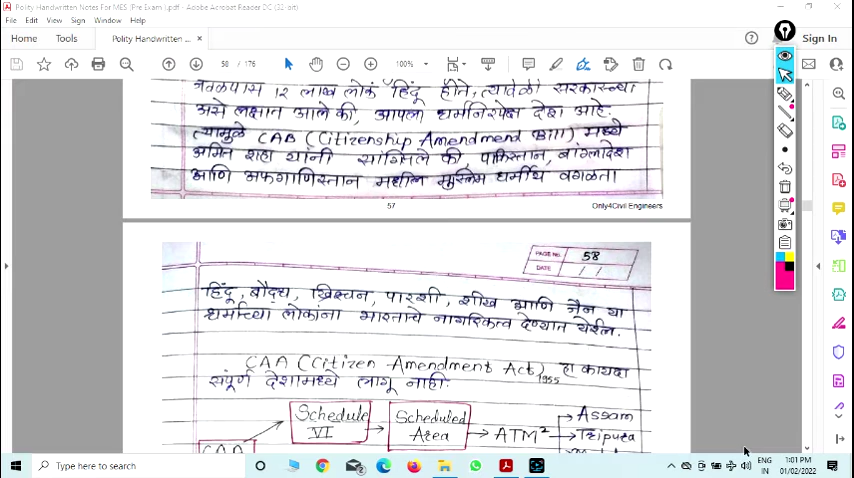 Polity Handwritten Notes For MES (Pre Exam).pdf - Adobe Acrobat Reader DC (32-bit)
File Edit View Sign Window Help
Home Tools Polity Handwritten ... × Sign In
58 / 176 100%
जवळपास 12 लाख लोकं हिंदू होते, त्यावेळी सरकारच्या
असे लक्षात आले की, आपला धर्मनिरपेक्ष देश आहे.
त्यामुळे CAB (Citizenship Amendment Bill) मध्ये
अमित शहा यांनी सांगितले की, पाकिस्तान, बांगलादेश
आणि अफगाणिस्तान मधील मुस्लिम धर्मीय वगळता
57 Only4Civil Engineers
PAGE NO. 58
DATE / /
हिंदू, बौद्ध, ख्रिश्चन, पारशी, शीख आणि जैन या
धर्माच्या लोकांना भारताचे नागरिकत्व देण्यात येईल.
CAA (Citizen Amendment Act) 1955 हा कायदा
संपूर्ण देशामध्ये लागू नाही.
Schedule VI Scheduled Area ATM² Assam
Tripura
CAA
Type here to search
ENG IN 1:01 PM 01/02/2022